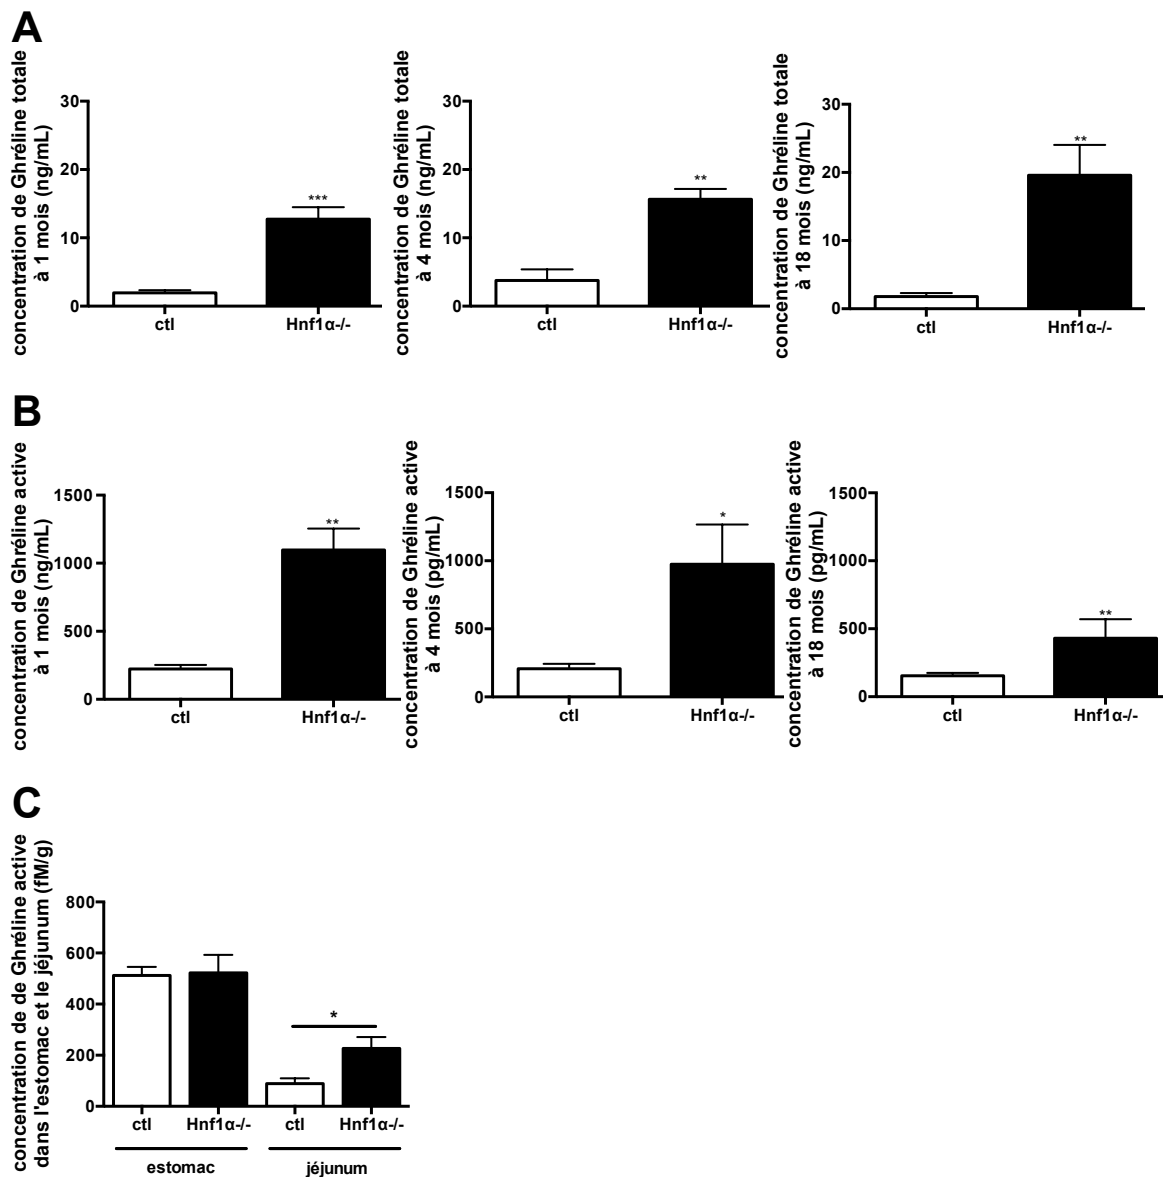 A
concentration de Ghréline totale
à 1 mois (ng/mL)
30
20
10
0
***
ctl
Hnf1α-/-
concentration de Ghréline totale
à 4 mois (ng/mL)
30
20
10
0
**
ctl
Hnf1α-/-
concentration de Ghréline totale
à 18 mois (ng/mL)
30
20
10
0
**
ctl
Hnf1α-/-
B
concentration de Ghréline active
à 1 mois (ng/mL)
1500
1000
500
0
**
ctl
Hnf1α-/-
concentration de Ghréline active
à 4 mois (pg/mL)
1500
1000
500
0
*
ctl
Hnf1α-/-
concentration de Ghréline active
à 18 mois (pg/mL)
1500
1000
500
0
**
ctl
Hnf1α-/-
C
concentration de de Ghréline active
dans l'estomac et le jéjunum (fM/g)
800
600
400
200
0
*
ctl
Hnf1α-/-
ctl
Hnf1α-/-
estomac
jéjunum